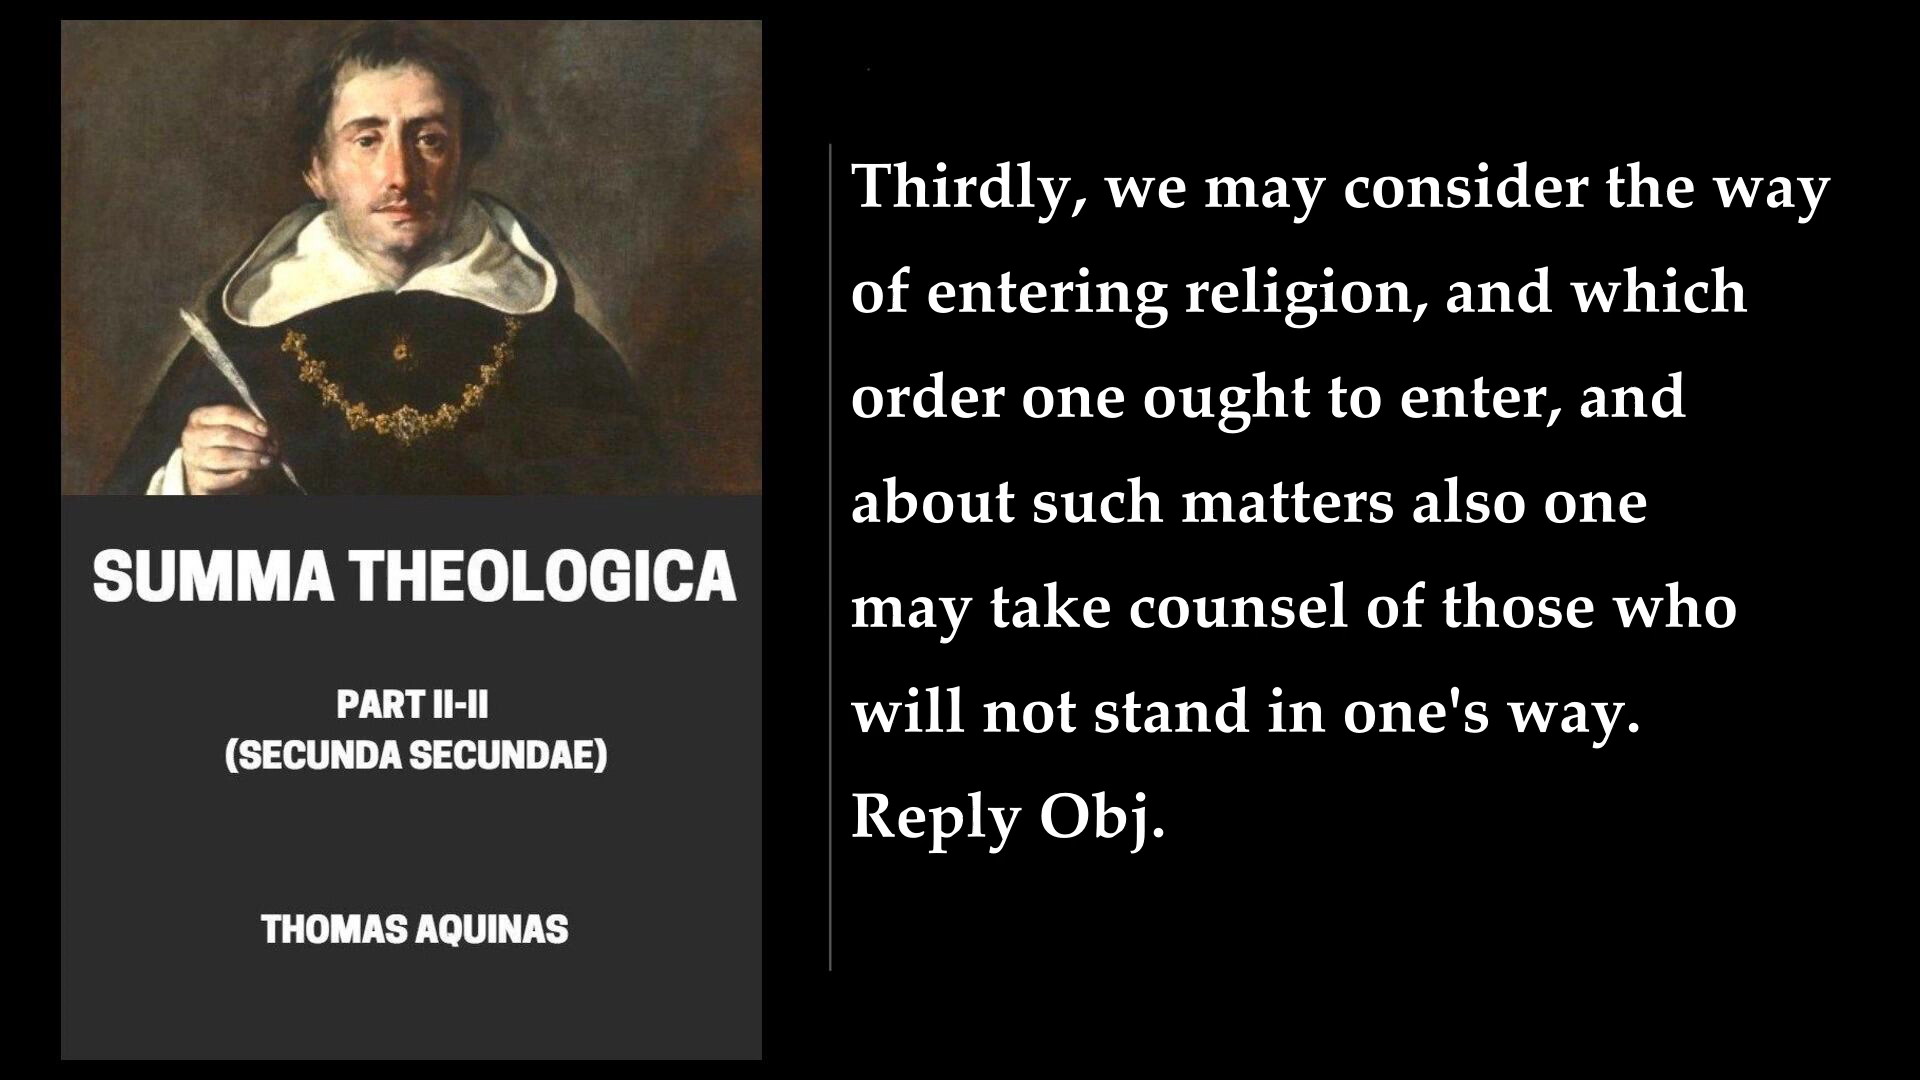 SUMMA THEOLOGICA
PART II-II
(SECUNDA SECUNDAE)
THOMAS AQUINAS
Thirdly, we may consider the way
of entering religion, and which
order one ought to enter, and
about such matters also one
may take counsel of those who
will not stand in one's way.
Reply Obj.